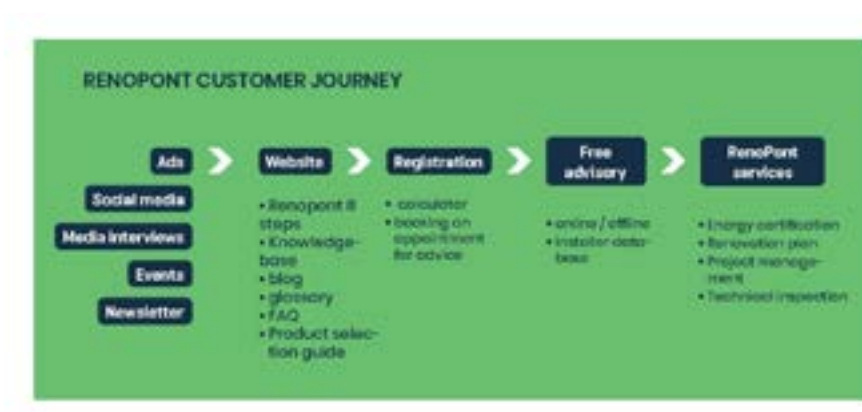 RENOPONT CUSTOMER JOURNEY
Ads
Social media
Media interviews
Events
Newsletter
Website
• Renopont 8
steps
• Knowledge-
base
• blog
• glossary
• FAQ
• Product selec-
tion guide
Registration
• calculator
• booking an
appointment
for advice
Free
advisory
• online / offline
• installer data-
base
RenoPont
services
• Energy certification
• Renovation plan
• Project manage-
ment
• Technical inspection